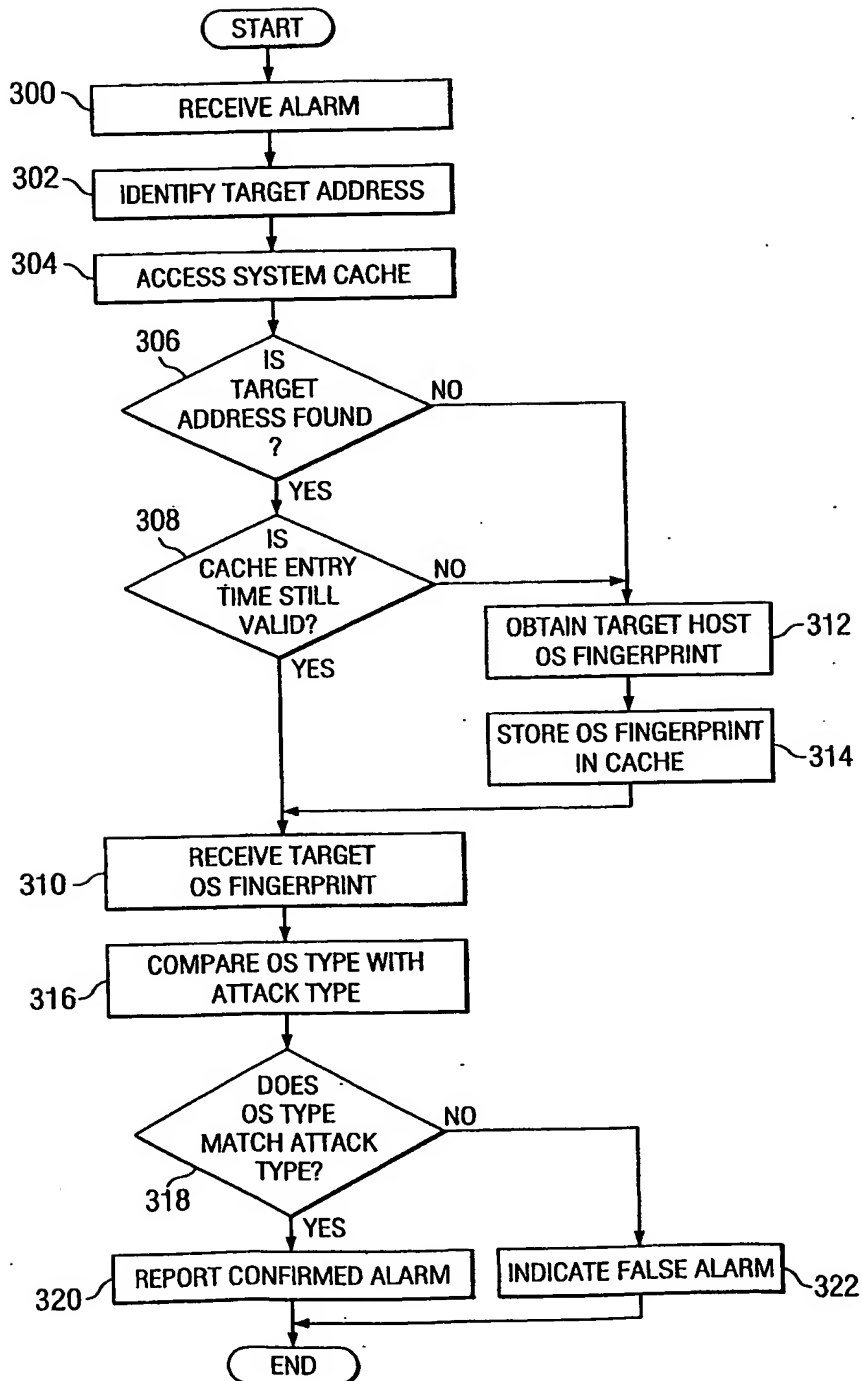 START
300
RECEIVE ALARM
302
IDENTIFY TARGET ADDRESS
304
ACCESS SYSTEM CACHE
306
IS
TARGET
ADDRESS FOUND
?
NO
YES
308
IS
CACHE ENTRY
TIME STILL
VALID?
NO
YES
OBTAIN TARGET HOST
OS FINGERPRINT
312
STORE OS FINGERPRINT
IN CACHE
314
310
RECEIVE TARGET
OS FINGERPRINT
316
COMPARE OS TYPE WITH
ATTACK TYPE
DOES
OS TYPE
MATCH ATTACK
TYPE?
318
NO
YES
320
REPORT CONFIRMED ALARM
INDICATE FALSE ALARM
322
END